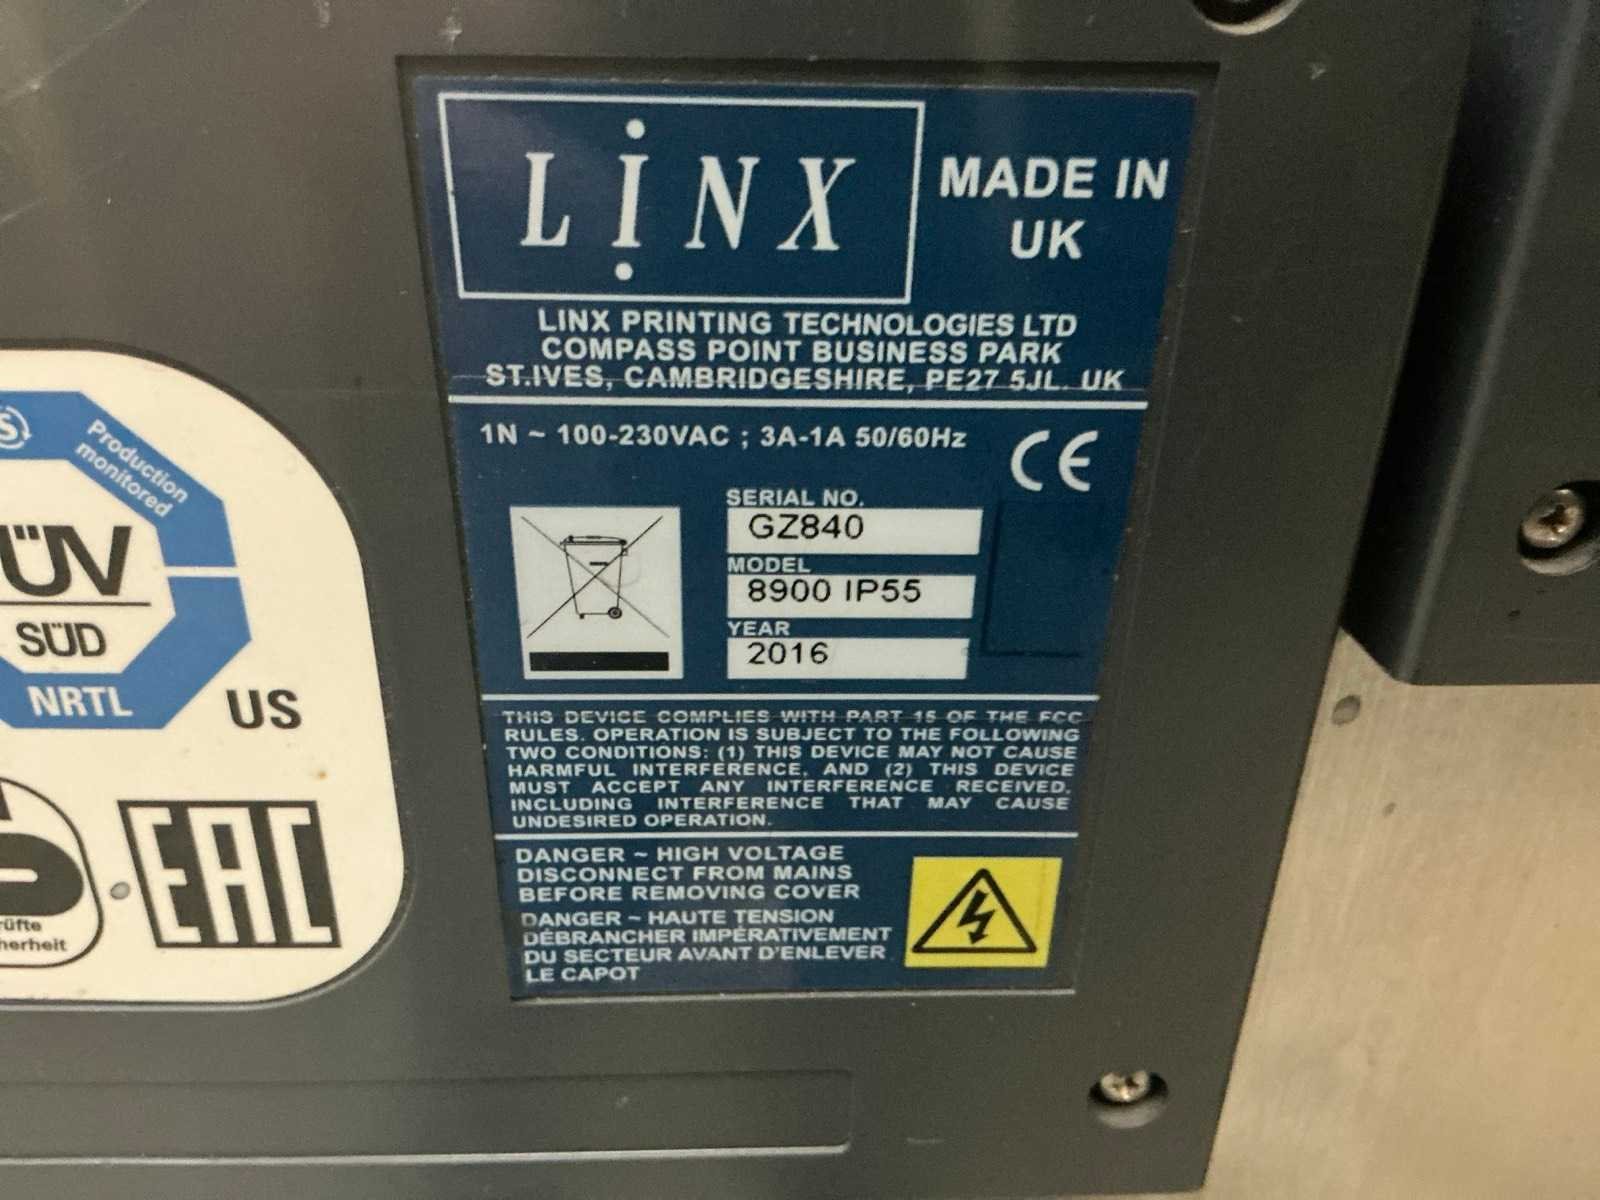 LINX
MADE IN
UK
LINX PRINTING TECHNOLOGIES LTD
COMPASS POINT BUSINESS PARK
ST.IVES, CAMBRIDGESHIRE, PE27 5JL. UK
1N ~ 100-230VAC ; 3A-1A 50/60Hz
CE
SERIAL NO.
GZ840
MODEL
8900 IP55
YEAR
2016
THIS DEVICE COMPLIES WITH PART 15 OF THE FCC
RULES. OPERATION IS SUBJECT TO THE FOLLOWING
TWO CONDITIONS: (1) THIS DEVICE MAY NOT CAUSE
HARMFUL INTERFERENCE, AND (2) THIS DEVICE
MUST ACCEPT ANY INTERFERENCE RECEIVED,
INCLUDING INTERFERENCE THAT MAY CAUSE
UNDESIRED OPERATION.
DANGER ~ HIGH VOLTAGE
DISCONNECT FROM MAINS
BEFORE REMOVING COVER
DANGER ~ HAUTE TENSION
DÉBRANCHER IMPÉRATIVEMENT
DU SECTEUR AVANT D'ENLEVER
LE CAPOT
Production
monitored
ÜV
SÜD
NRTL
US
EAC
rüfte
herheit